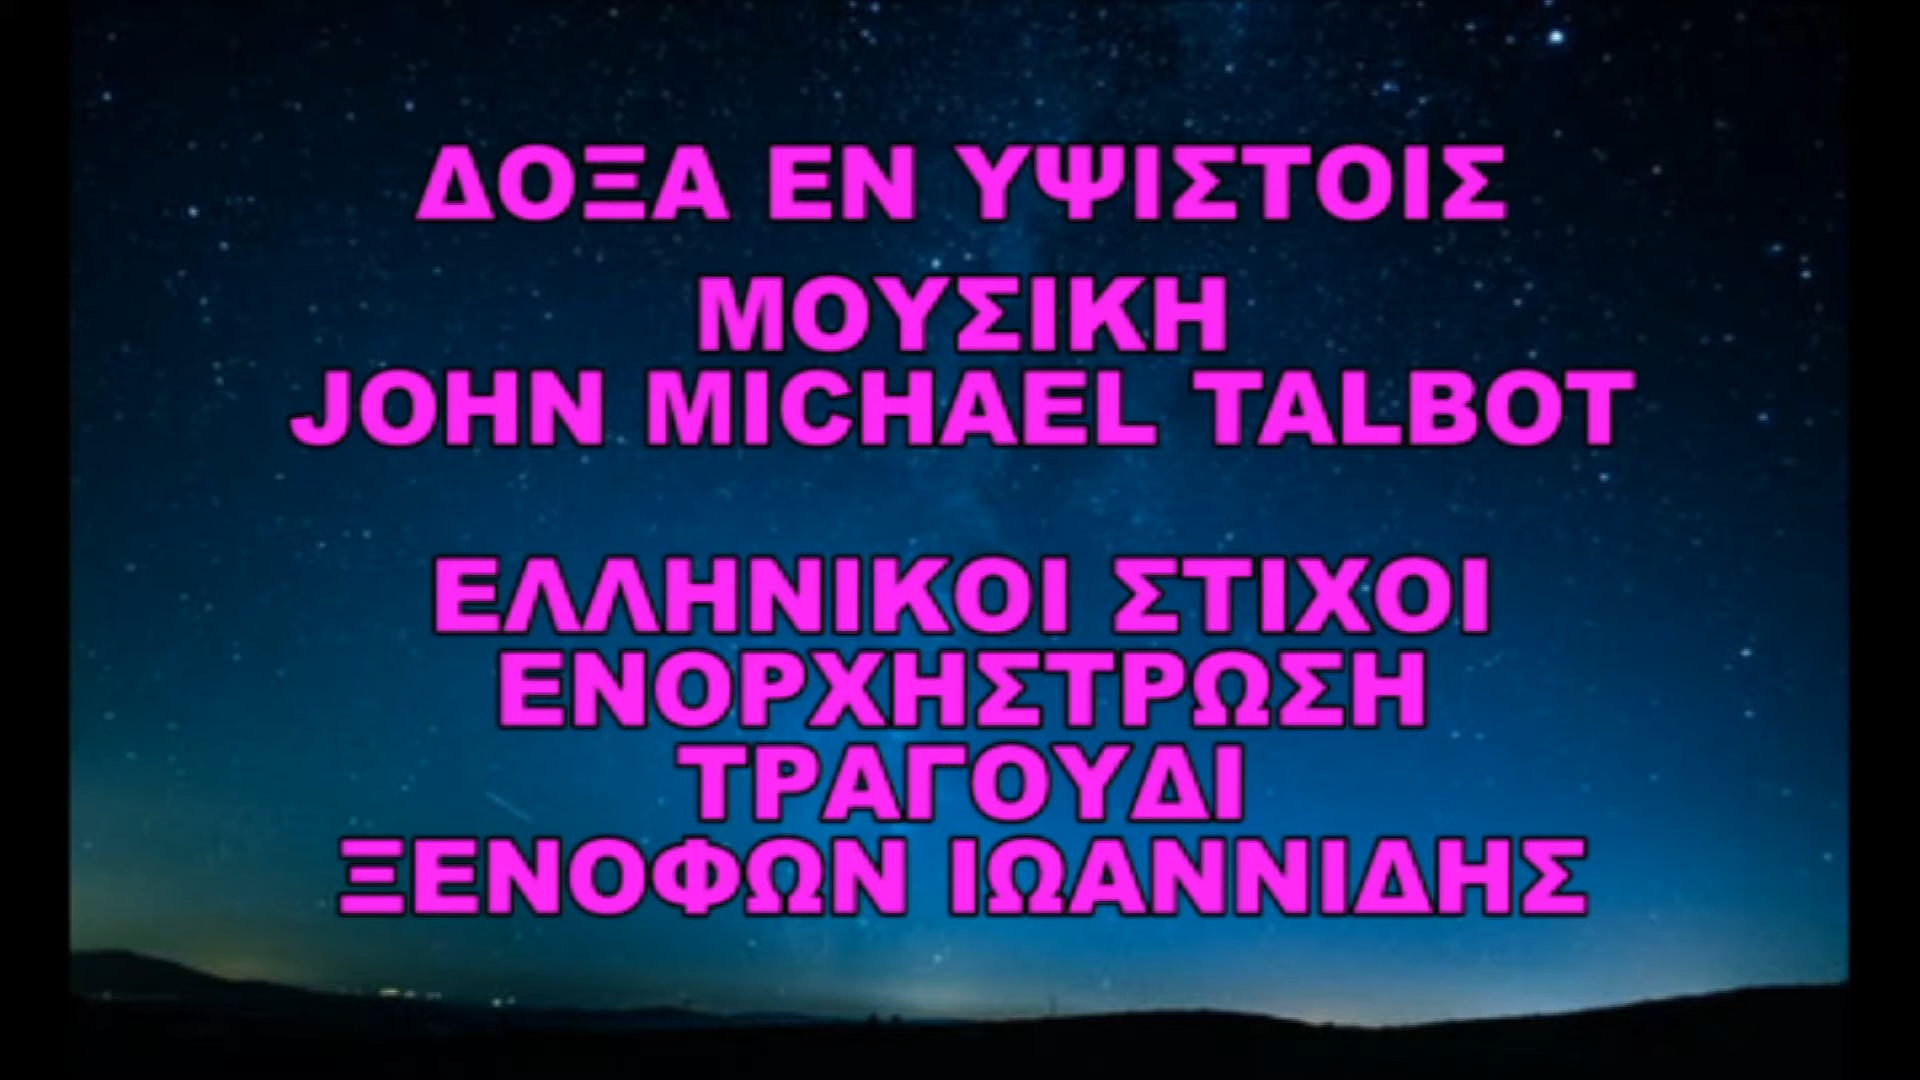 ΔΟΞΑ ΕΝ ΥΨΙΣΤΟΙΣ
ΜΟΥΣΙΚΗ
JOHN MICHAEL TALBOT
ΕΛΛΗΝΙΚΟΙ ΣΤΙΧΟΙ
ΕΝΟΡΧΗΣΤΡΩΣΗ
ΤΡΑΓΟΥΔΙ
ΞΕΝΟΦΩΝ ΙΩΑΝΝΙΔΗΣ